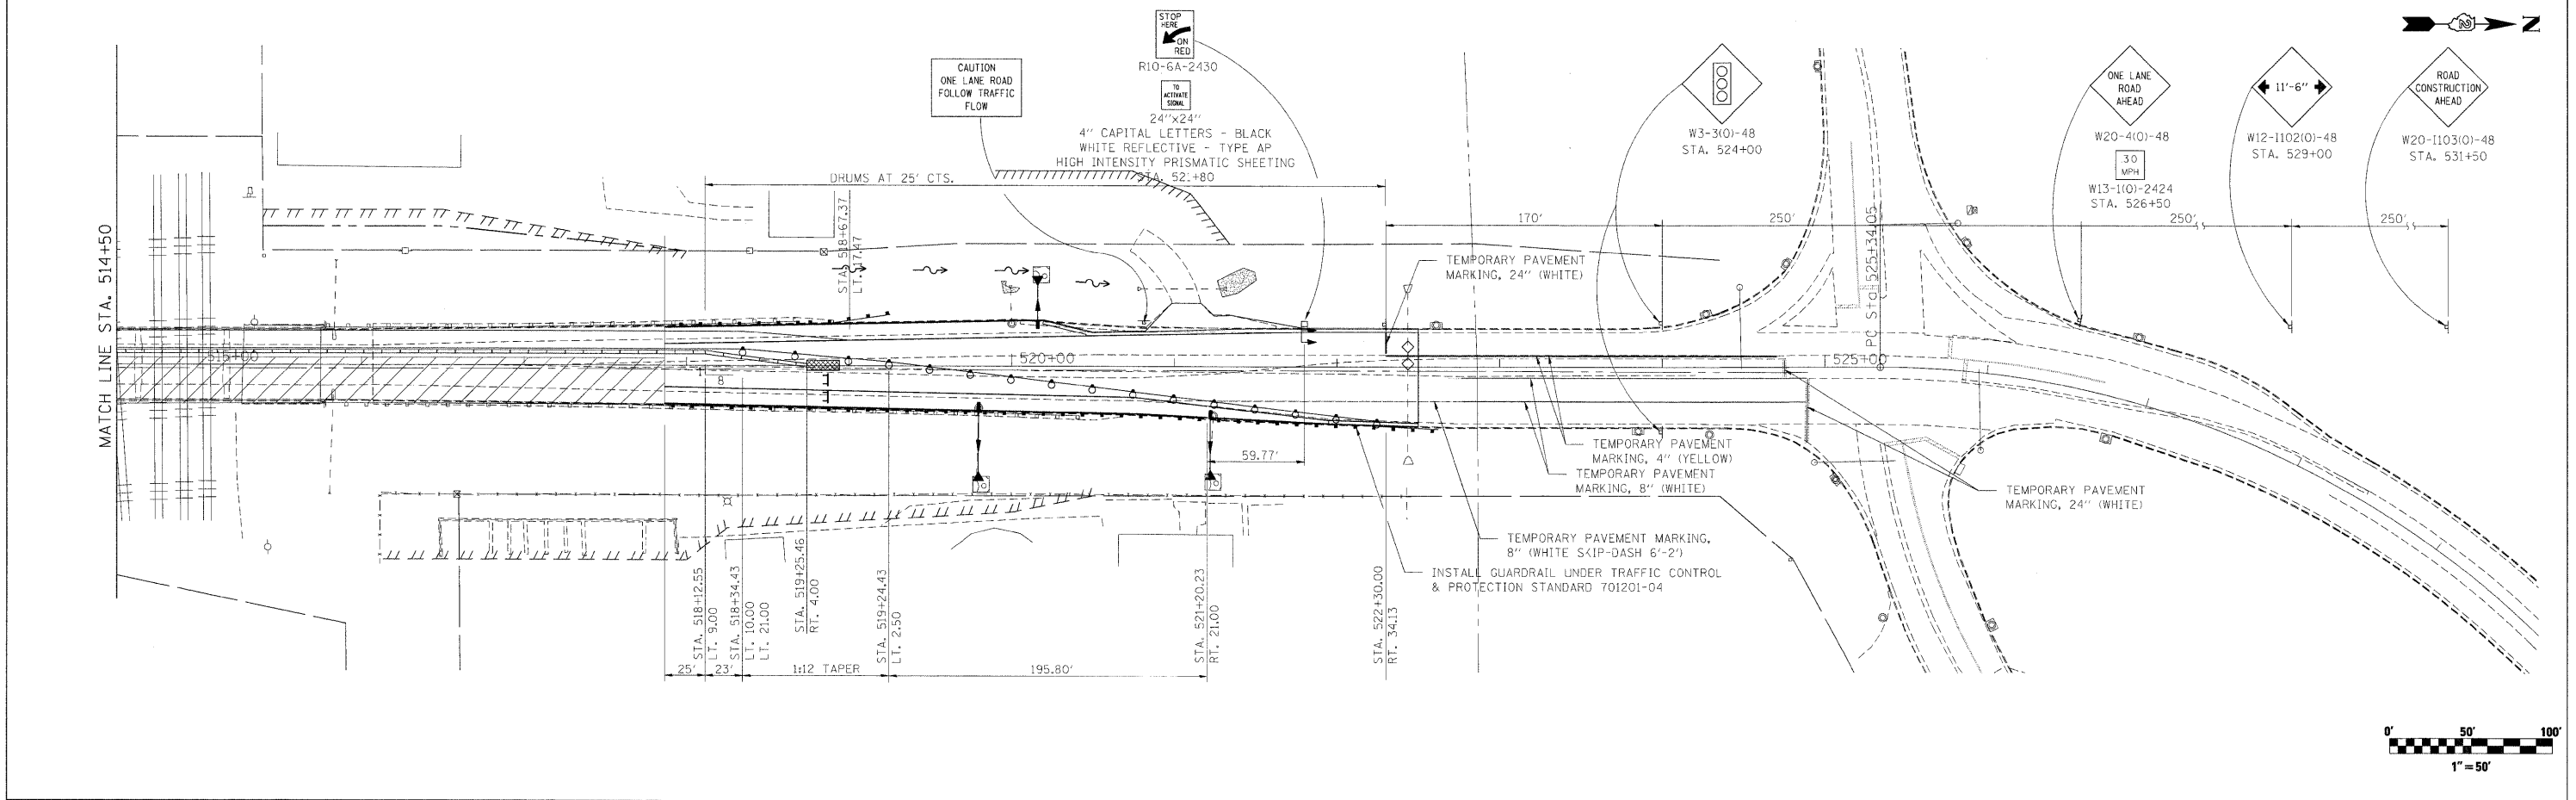 STOP
HERE
ON
RED
R10-6A-2430
TO
ACTIVATE
SIGNAL
24"x24"
4" CAPITAL LETTERS - BLACK
WHITE REFLECTIVE - TYPE AP
HIGH INTENSITY PRISMATIC SHEETING
STA. 521+80
CAUTION
ONE LANE ROAD
FOLLOW TRAFFIC
FLOW
W3-3(O)-48
STA. 524+00
ONE LANE
ROAD
AHEAD
W20-4(O)-48
30
MPH
W13-1(O)-2424
STA. 526+50
11'-6"
W12-I102(O)-48
STA. 529+00
ROAD
CONSTRUCTION
AHEAD
W20-I103(O)-48
STA. 531+50
N
DRUMS AT 25' CTS.
170'
250'
250'
250'
MATCH LINE STA. 514+50
STA. 518+67.37
LT. 17.47
PC Sta 525+34.05
TEMPORARY PAVEMENT
MARKING, 24" (WHITE)
515+00
520+00
525+00
8
59.77'
TEMPORARY PAVEMENT
MARKING, 4" (YELLOW)
TEMPORARY PAVEMENT
MARKING, 8" (WHITE)
TEMPORARY PAVEMENT
MARKING, 24" (WHITE)
TEMPORARY PAVEMENT MARKING,
8" (WHITE SKIP-DASH 6'-2')
INSTALL GUARDRAIL UNDER TRAFFIC CONTROL
& PROTECTION STANDARD 701201-04
STA. 518+12.55
LT. 9.00
STA. 518+34.43
LT. 10.00
LT. 21.00
STA. 519+25.46
RT. 4.00
STA. 519+24.43
LT. 2.50
STA. 521+20.23
RT. 21.00
STA. 522+30.00
RT. 34.13
25'
23'
1:12 TAPER
195.80'
0'
50'
100'
1"=50'